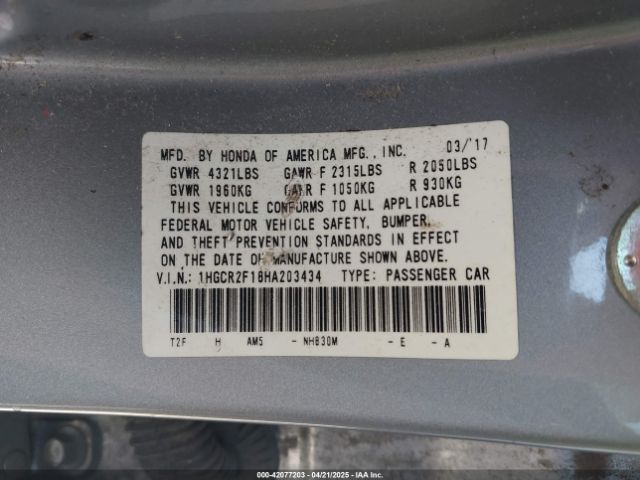 MFD. BY HONDA OF AMERICA MFG., INC. 03/17
GVWR 4321LBS GAWR F 2315LBS R 2050LBS
GVWR 1960KG GAWR F 1050KG R 930KG
THIS VEHICLE CONFORMS TO ALL APPLICABLE
FEDERAL MOTOR VEHICLE SAFETY, BUMPER,
AND THEFT PREVENTION STANDARDS IN EFFECT
ON THE DATE OF MANUFACTURE SHOWN ABOVE.
V.I.N.: 1HGCR2F18HA203434 TYPE: PASSENGER CAR
T2F H AM5 - NH830M - E - A
000-42077203 - 04/21/2025 - IAA Inc.